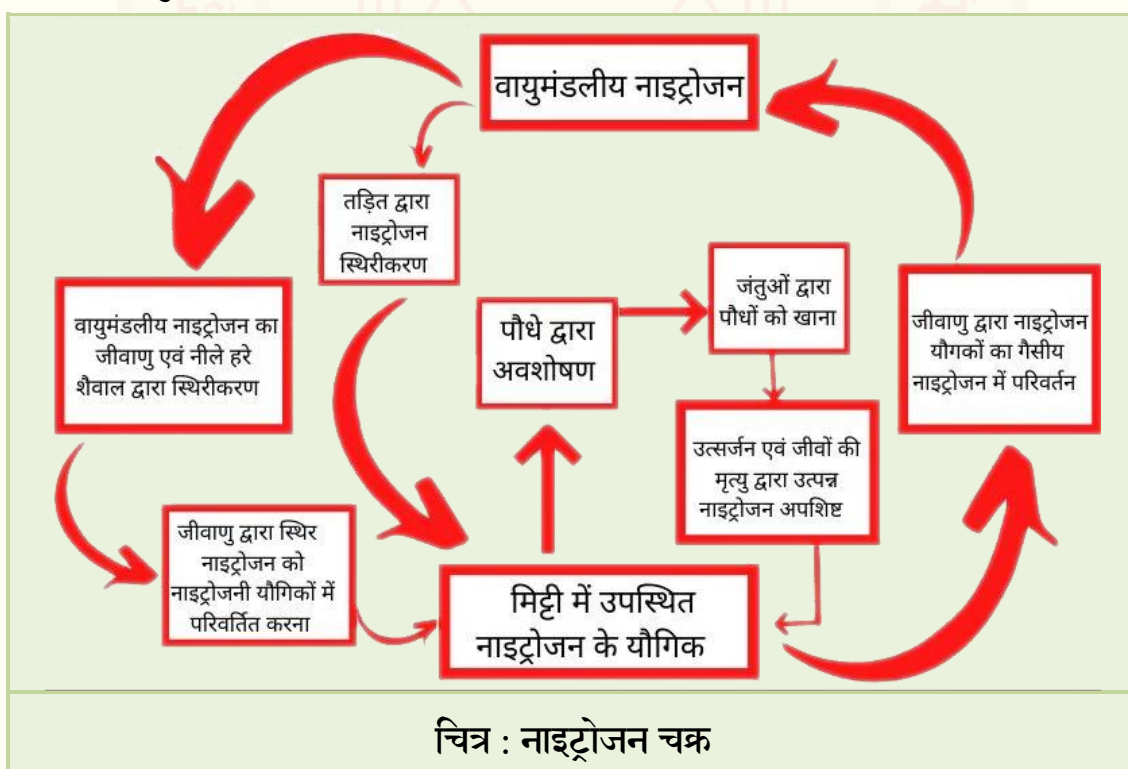 वायुमंडलीय नाइट्रोजन
तड़ित द्वारा
नाइट्रोजन
स्थिरीकरण
वायुमंडलीय नाइट्रोजन का
जीवाणु एवं नीले हरे
शैवाल द्वारा स्थिरीकरण
पौधे द्वारा
अवशोषण
जंतुओं द्वारा
पौधों को खाना
जीवाणु द्वारा नाइट्रोजन
यौगकों का गैसीय
नाइट्रोजन में परिवर्तन
उत्सर्जन एवं जीवों की
मृत्यु द्वारा उत्पन्न
नाइट्रोजन अपशिष्ट
जीवाणु द्वारा स्थिर
नाइट्रोजन को
नाइट्रोजनी यौगिकों में
परिवर्तित करना
मिट्टी में उपस्थित
नाइट्रोजन के यौगिक
चित्र : नाइट्रोजन चक्र